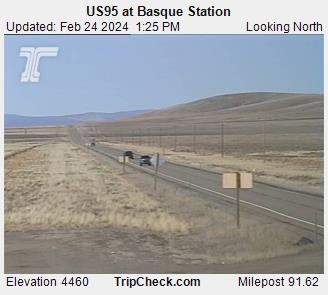 US95 at Basque Station
Updated: Feb 24 2024 1:25 PM Looking North
Elevation 4460 TripCheck.com Milepost 91.62